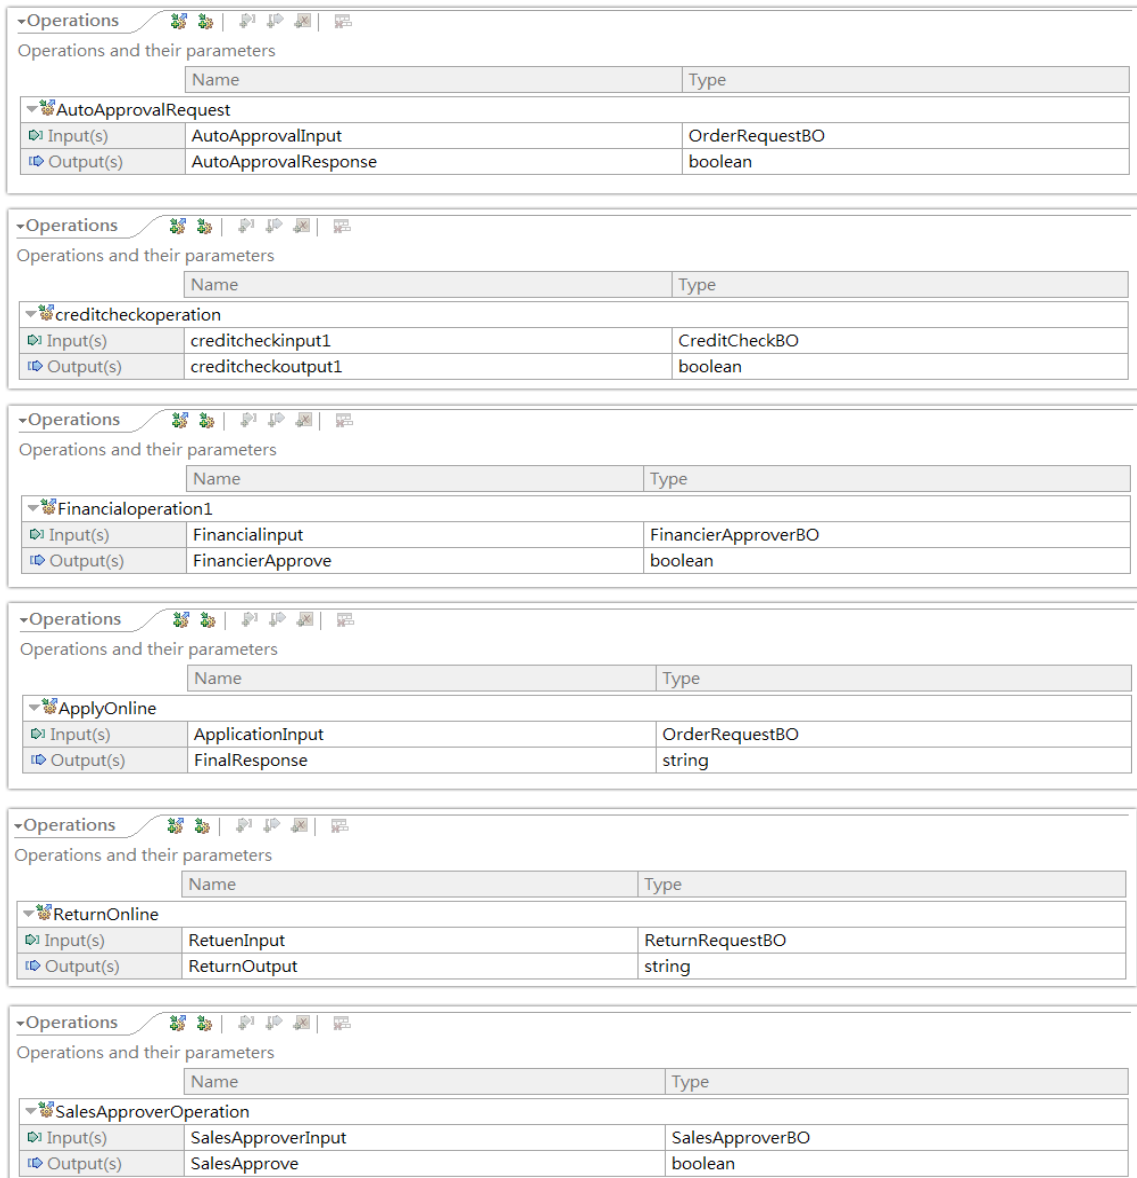 Operations
Operations and their parameters
Name Type
AutoApprovalRequest
Input(s) AutoApprovalInput OrderRequestBO
Output(s) AutoApprovalResponse boolean
Operations
Operations and their parameters
Name Type
creditcheckoperation
Input(s) creditcheckinput1 CreditCheckBO
Output(s) creditcheckoutput1 boolean
Operations
Operations and their parameters
Name Type
Financialoperation1
Input(s) Financialinput FinancierApproverBO
Output(s) FinancierApprove boolean
Operations
Operations and their parameters
Name Type
ApplyOnline
Input(s) ApplicationInput OrderRequestBO
Output(s) FinalResponse string
Operations
Operations and their parameters
Name Type
ReturnOnline
Input(s) RetuenInput ReturnRequestBO
Output(s) ReturnOutput string
Operations
Operations and their parameters
Name Type
SalesApproverOperation
Input(s) SalesApproverInput SalesApproverBO
Output(s) SalesApprove boolean